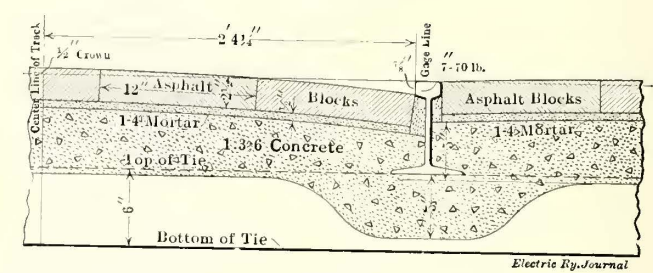 2' 4¼"
Center Line of Track
½" Crown
Gage Line
⅞"
7"-70 lb.
12" Asphalt
Blocks
Asphalt Blocks
1-4 Mortar
1-4 Mortar
1-3-6 Concrete
Top of Tie
6"
Bottom of Tie
Electric Ry. Journal